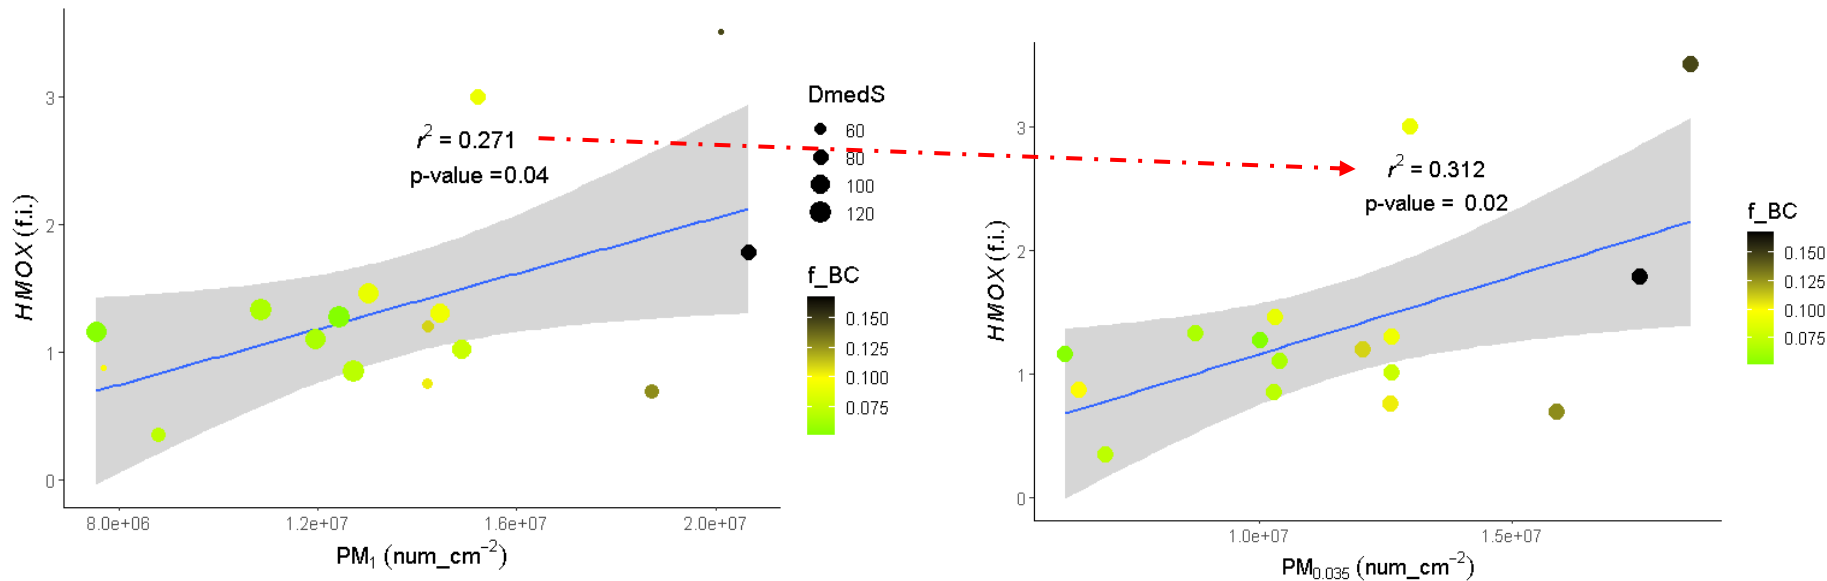 3
2
1
0
HMOX (f.i.)
r² = 0.271
p-value =0.04
8.0e+06
1.2e+07
1.6e+07
2.0e+07
PM₁ (num_cm⁻²)
DmedS
60
80
100
120
f_BC
0.150
0.125
0.100
0.075
3
2
1
0
HMOX (f.i.)
r² = 0.312
p-value = 0.02
1.0e+07
1.5e+07
PM₀.₀₃₅ (num_cm⁻²)
f_BC
0.150
0.125
0.100
0.075